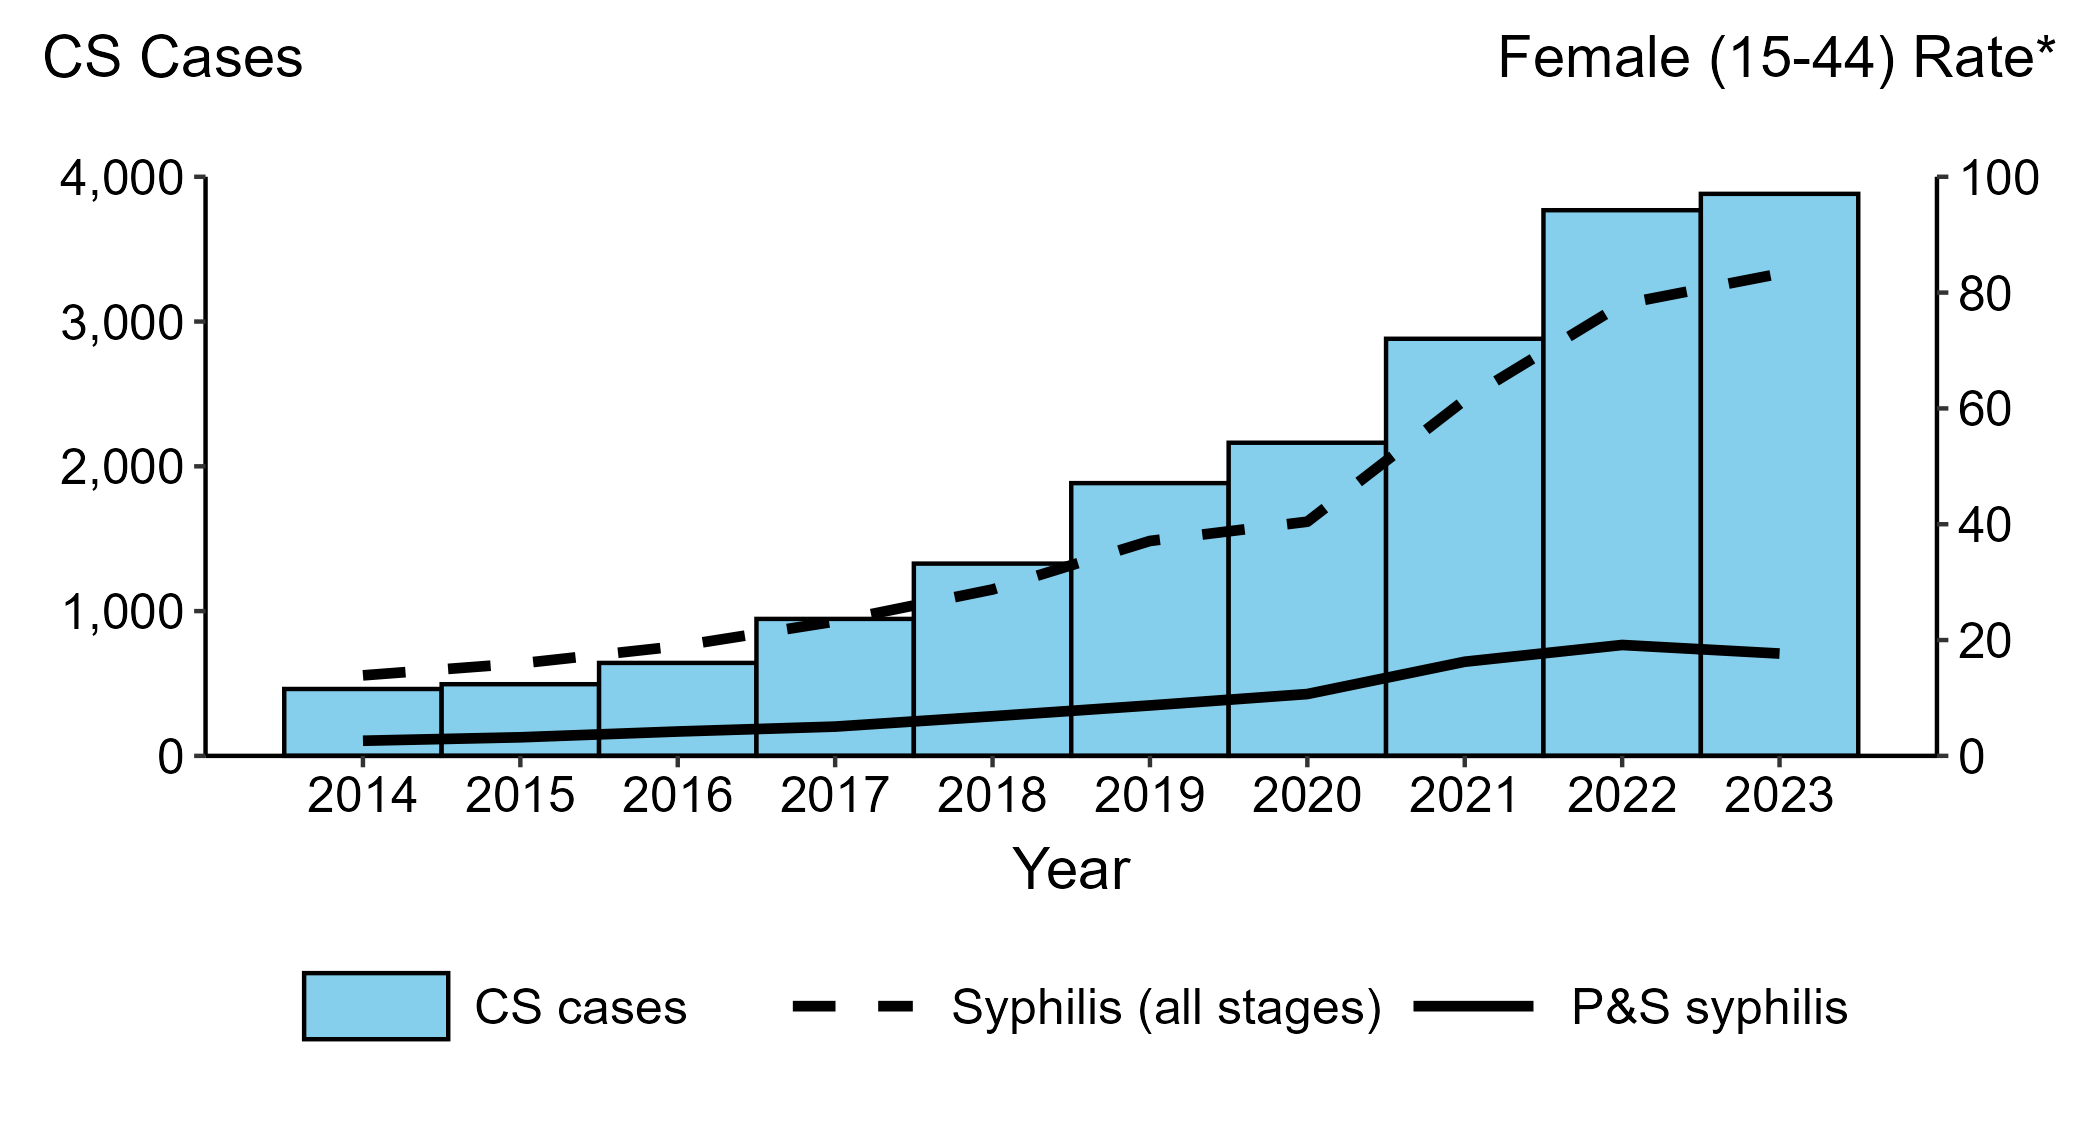 CS Cases
Female (15-44) Rate*
4,000
3,000
2,000
1,000
0
100
80
60
40
20
0
2014 2015 2016 2017 2018 2019 2020 2021 2022 2023
Year
CS cases
Syphilis (all stages)
P&S syphilis